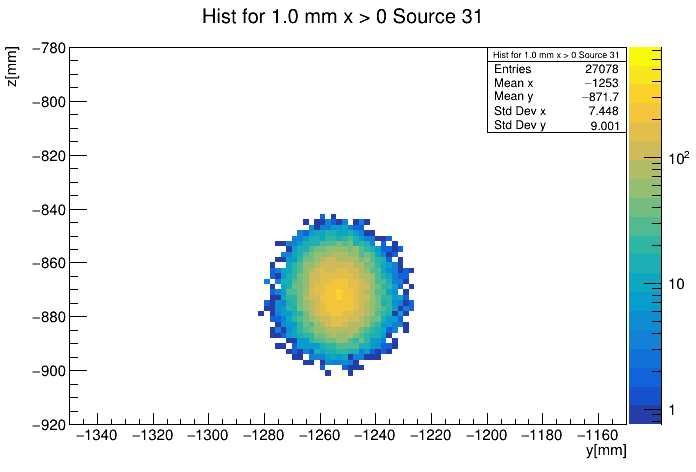 Hist for 1.0 mm x > 0 Source 31
z[mm]
−780
−800
−820
−840
−860
−880
−900
−920
Hist for 1.0 mm x > 0 Source 31
Entries 27078
Mean x −1253
Mean y −871.7
Std Dev x 7.448
Std Dev y 9.001
10²
10
1
−1340 −1320 −1300 −1280 −1260 −1240 −1220 −1200 −1180 −1160
y[mm]